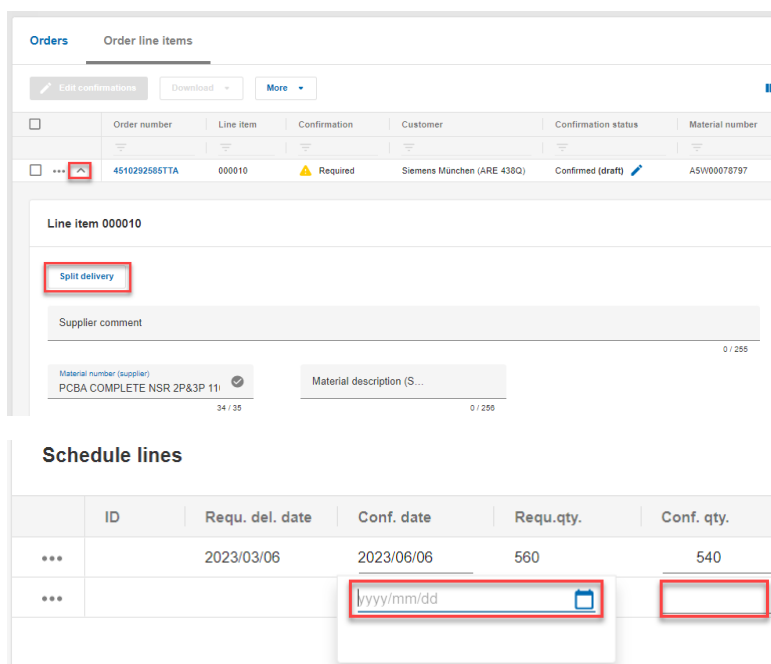 Orders Order line items
Edit confirmations Download More
Order number Line item Confirmation Customer Confirmation status Material number
4510292585TTA 000010 Required Siemens München (ARE 438Q) Confirmed (draft) A5W00078797
Line item 000010
Split delivery
Supplier comment
0 / 255
Material number (supplier)
PCBA COMPLETE NSR 2P&3P 11
Material description (S...
34 / 35 0 / 256
Schedule lines
ID Requ. del. date Conf. date Requ.qty. Conf. qty.
2023/03/06 2023/06/06 560 540
yyyy/mm/dd